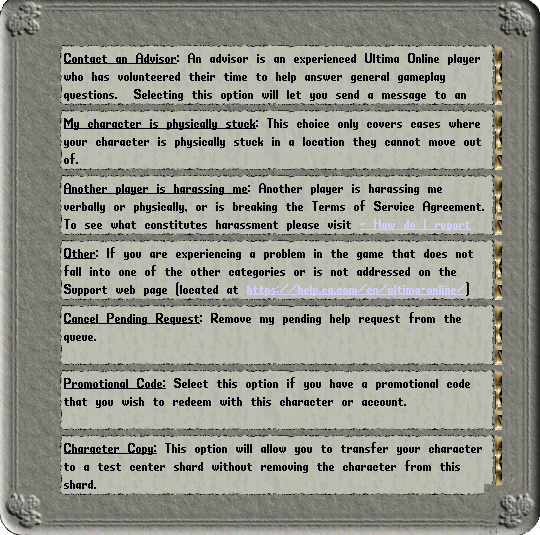 Contact an Advisor: An advisor is an experienced Ultima Online player
who has volunteered their time to help answer general gameplay
questions. Selecting this option will let you send a message to an
My character is physically stuck: This choice only covers cases where
your character is physically stuck in a location they cannot move out
of.
Another player is harassing me: Another player is harassing me
verbally or physically, or is breaking the Terms of Service Agreement.
To see what constitutes harassment please visit - How do I report
Other: If you are experiencing a problem in the game that does not
fall into one of the other categories or is not addressed on the
Support web page (located at https://help.ea.com/en/ultima-online/)
Cancel Pending Request: Remove my pending help request from the
queue.
Promotional Code: Select this option if you have a promotional code
that you wish to redeem with this character or account.
Character Copy: This option will allow you to transfer your character
to a test center shard without removing the character from this
shard.